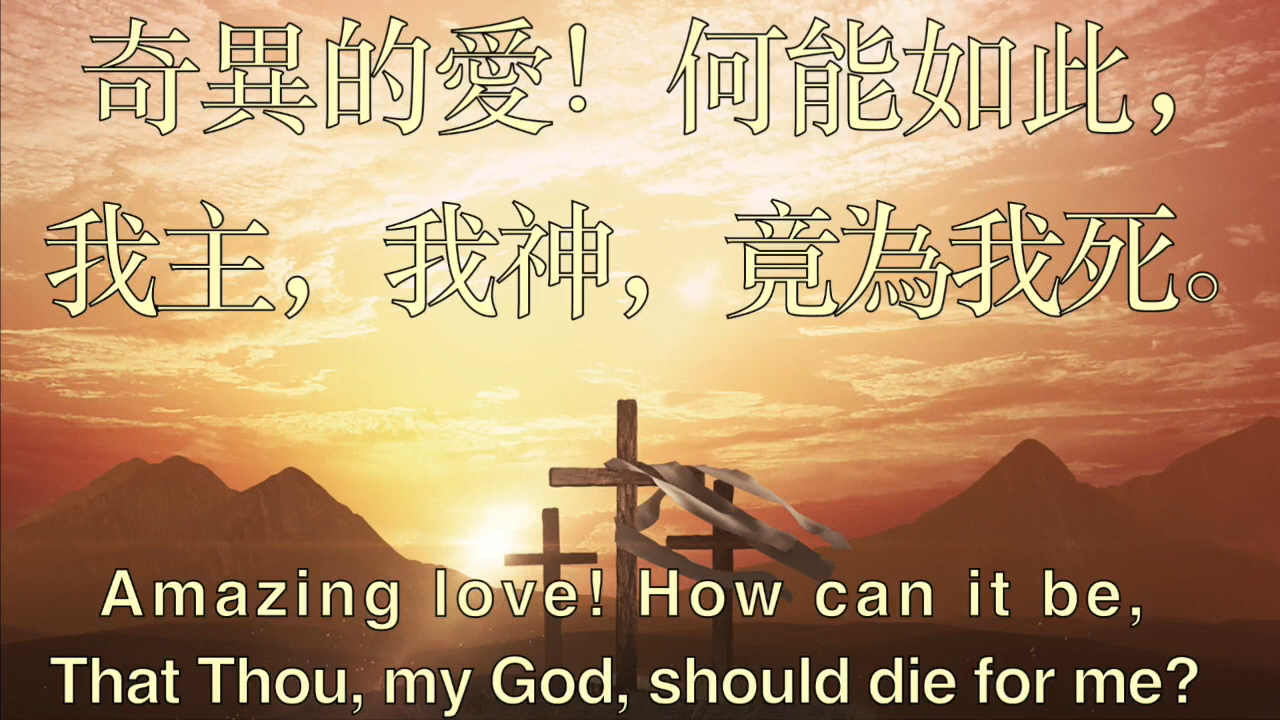 奇異的愛！何能如此，
我主，我神，竟為我死。
Amazing love! How can it be,
That Thou, my God, should die for me?